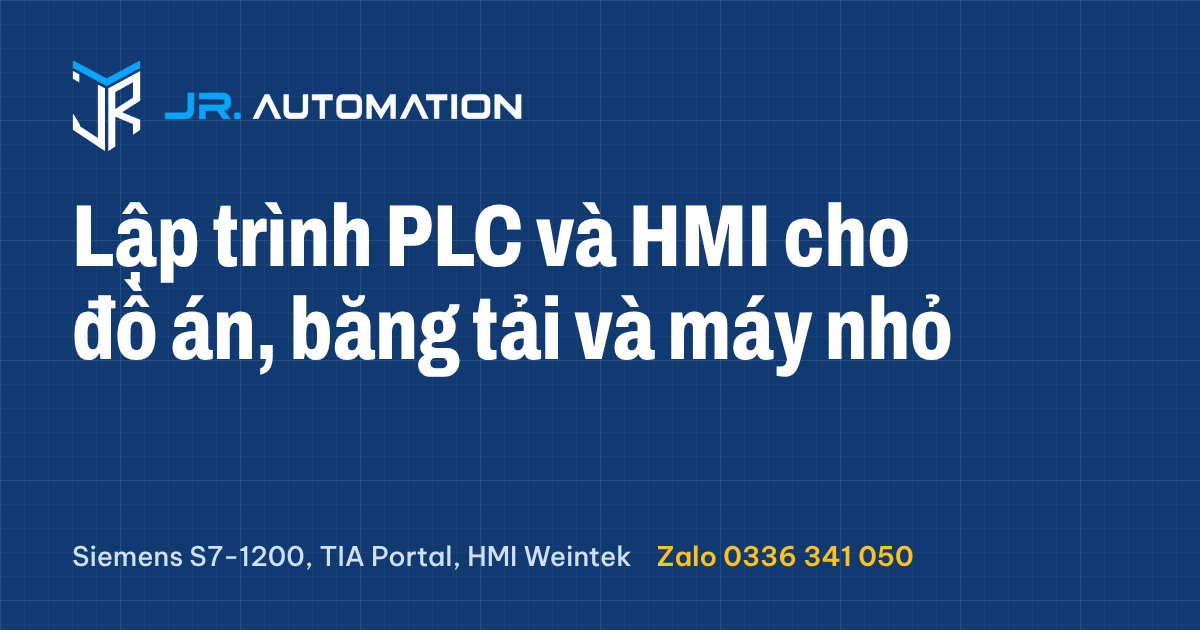 JR. AUTOMATION
Lập trình PLC và HMI cho
đồ án, băng tải và máy nhỏ
Siemens S7-1200, TIA Portal, HMI Weintek Zalo 0336 341 050